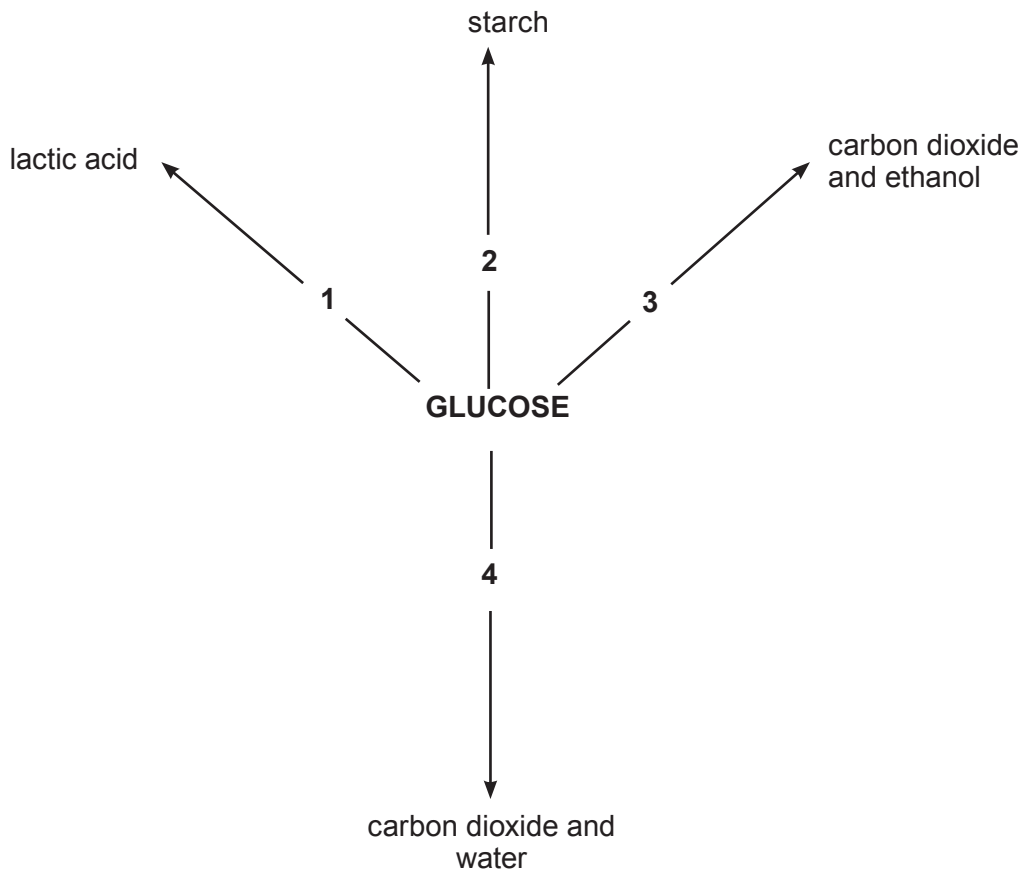 starch
lactic acid
carbon dioxide
and ethanol
2
1
3
GLUCOSE
4
carbon dioxide and
water